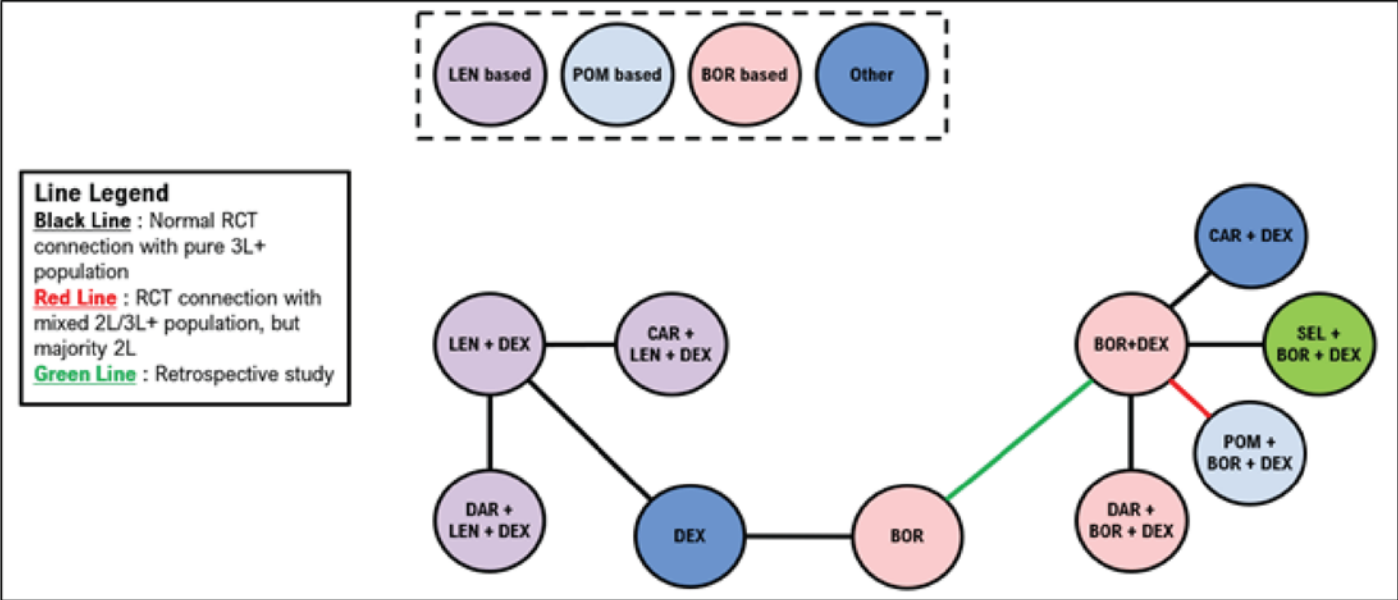 LEN based
POM based
BOR based
Other
Line Legend
Black Line : Normal RCT
connection with pure 3L+
population
Red Line : RCT connection with
mixed 2L/3L+ population, but
majority 2L
Green Line : Retrospective study
CAR + DEX
LEN + DEX
CAR +
LEN + DEX
BOR+DEX
SEL +
BOR + DEX
POM +
BOR + DEX
DAR +
LEN + DEX
DEX
BOR
DAR +
BOR + DEX